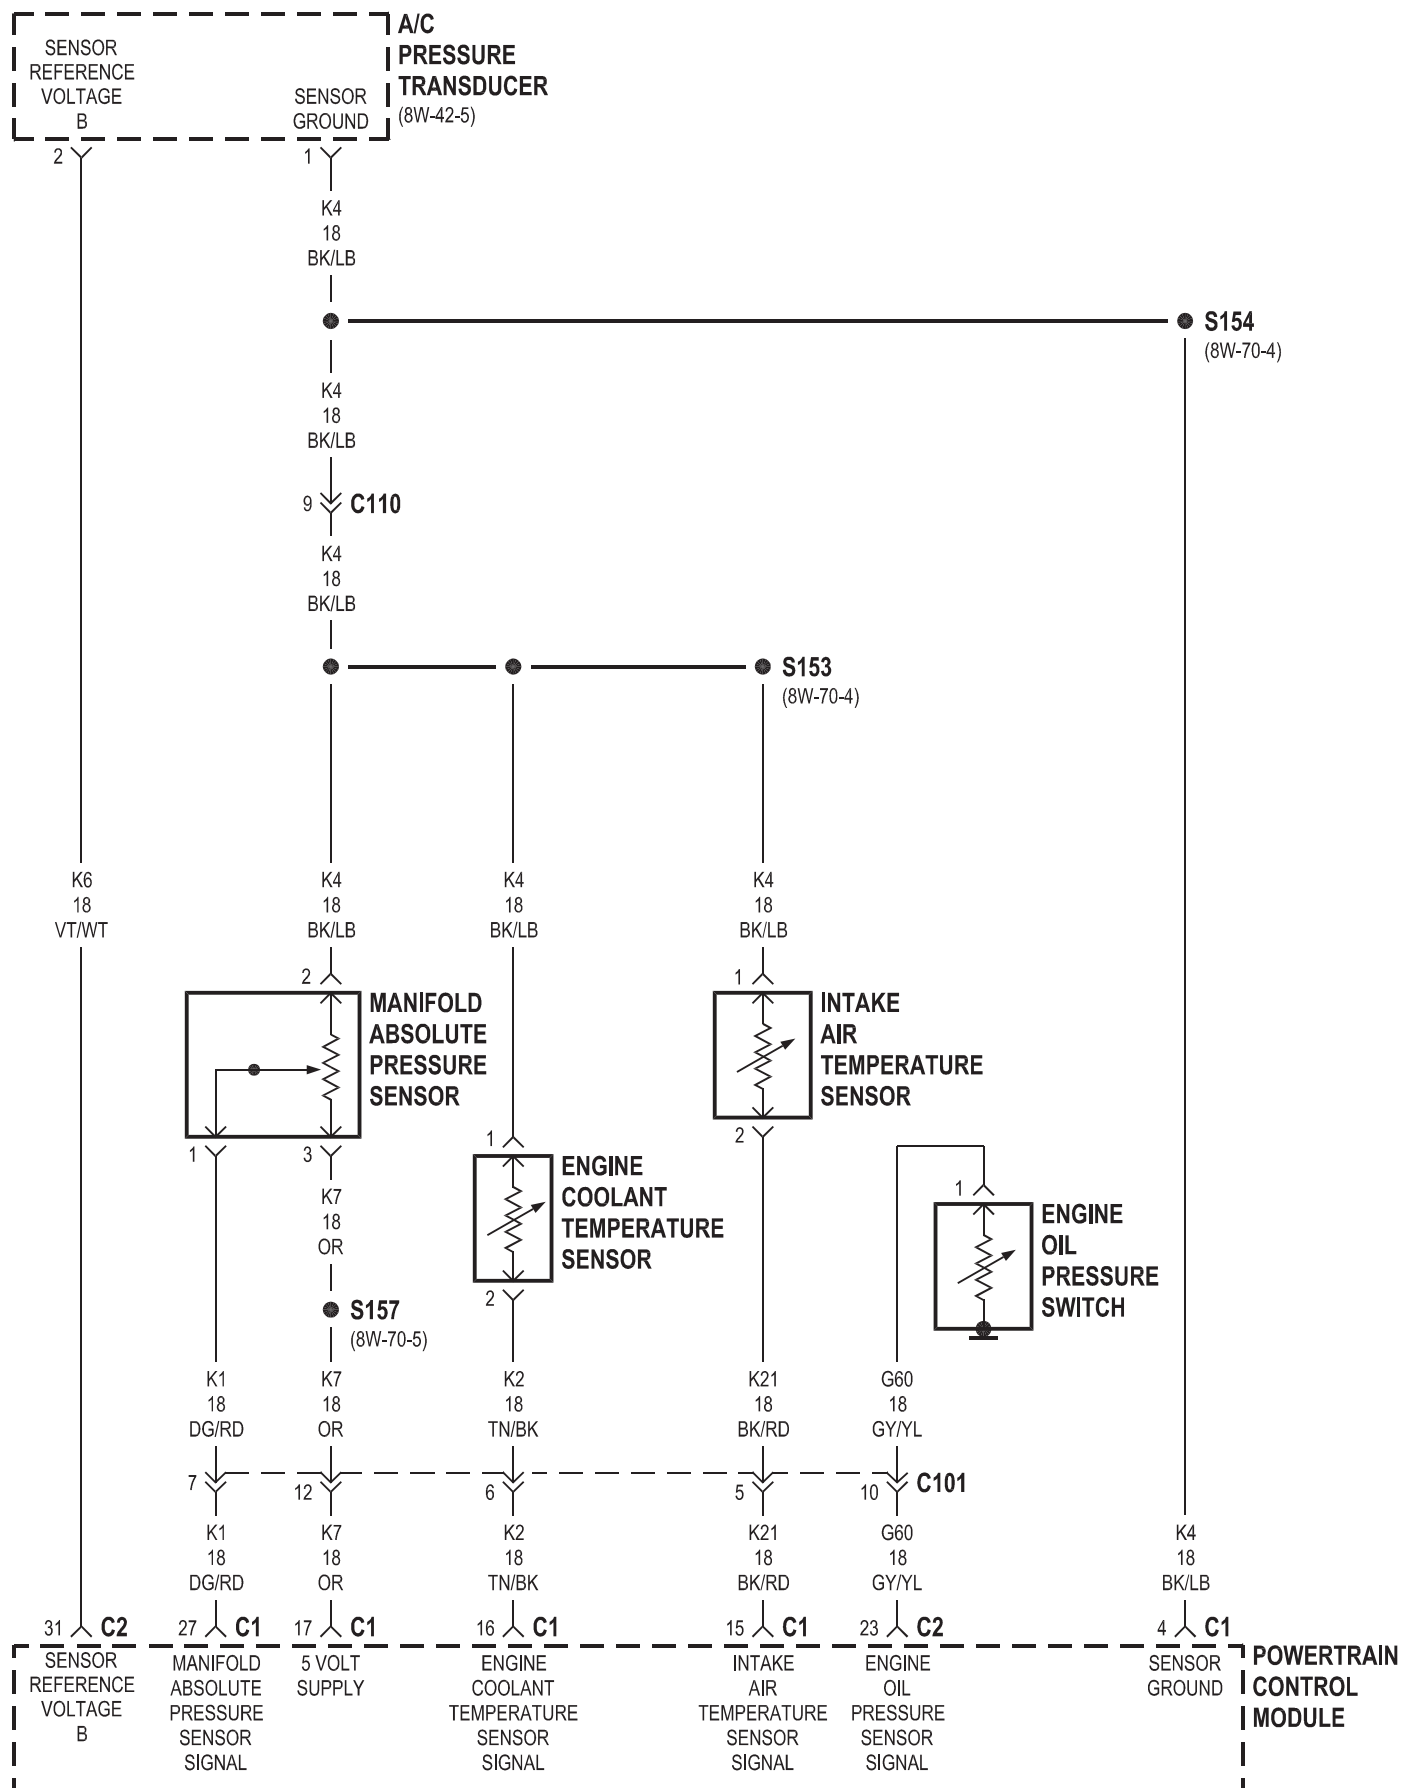 A/C
PRESSURE
TRANSDUCER
(8W-42-5)
SENSOR
REFERENCE
VOLTAGE
B
SENSOR
GROUND
2
1
K4
18
BK/LB
S154
(8W-70-4)
K4
18
BK/LB
9
C110
K4
18
BK/LB
S153
(8W-70-4)
K6
18
VT/WT
K4
18
BK/LB
K4
18
BK/LB
K4
18
BK/LB
2
MANIFOLD
ABSOLUTE
PRESSURE
SENSOR
1
3
1
INTAKE
AIR
TEMPERATURE
SENSOR
2
1
ENGINE
COOLANT
TEMPERATURE
SENSOR
2
1
ENGINE
OIL
PRESSURE
SWITCH
K7
18
OR
S157
(8W-70-5)
K1
18
DG/RD
K7
18
OR
K2
18
TN/BK
K21
18
BK/RD
G60
18
GY/YL
7
12
6
5
10
C101
K1
18
DG/RD
K7
18
OR
K2
18
TN/BK
K21
18
BK/RD
G60
18
GY/YL
K4
18
BK/LB
31 C2
27 C1
17 C1
16 C1
15 C1
23 C2
4 C1
SENSOR
REFERENCE
VOLTAGE
B
MANIFOLD
ABSOLUTE
PRESSURE
SENSOR
SIGNAL
5 VOLT
SUPPLY
ENGINE
COOLANT
TEMPERATURE
SENSOR
SIGNAL
INTAKE
AIR
TEMPERATURE
SENSOR
SIGNAL
ENGINE
OIL
PRESSURE
SENSOR
SIGNAL
SENSOR
GROUND
POWERTRAIN
CONTROL
MODULE